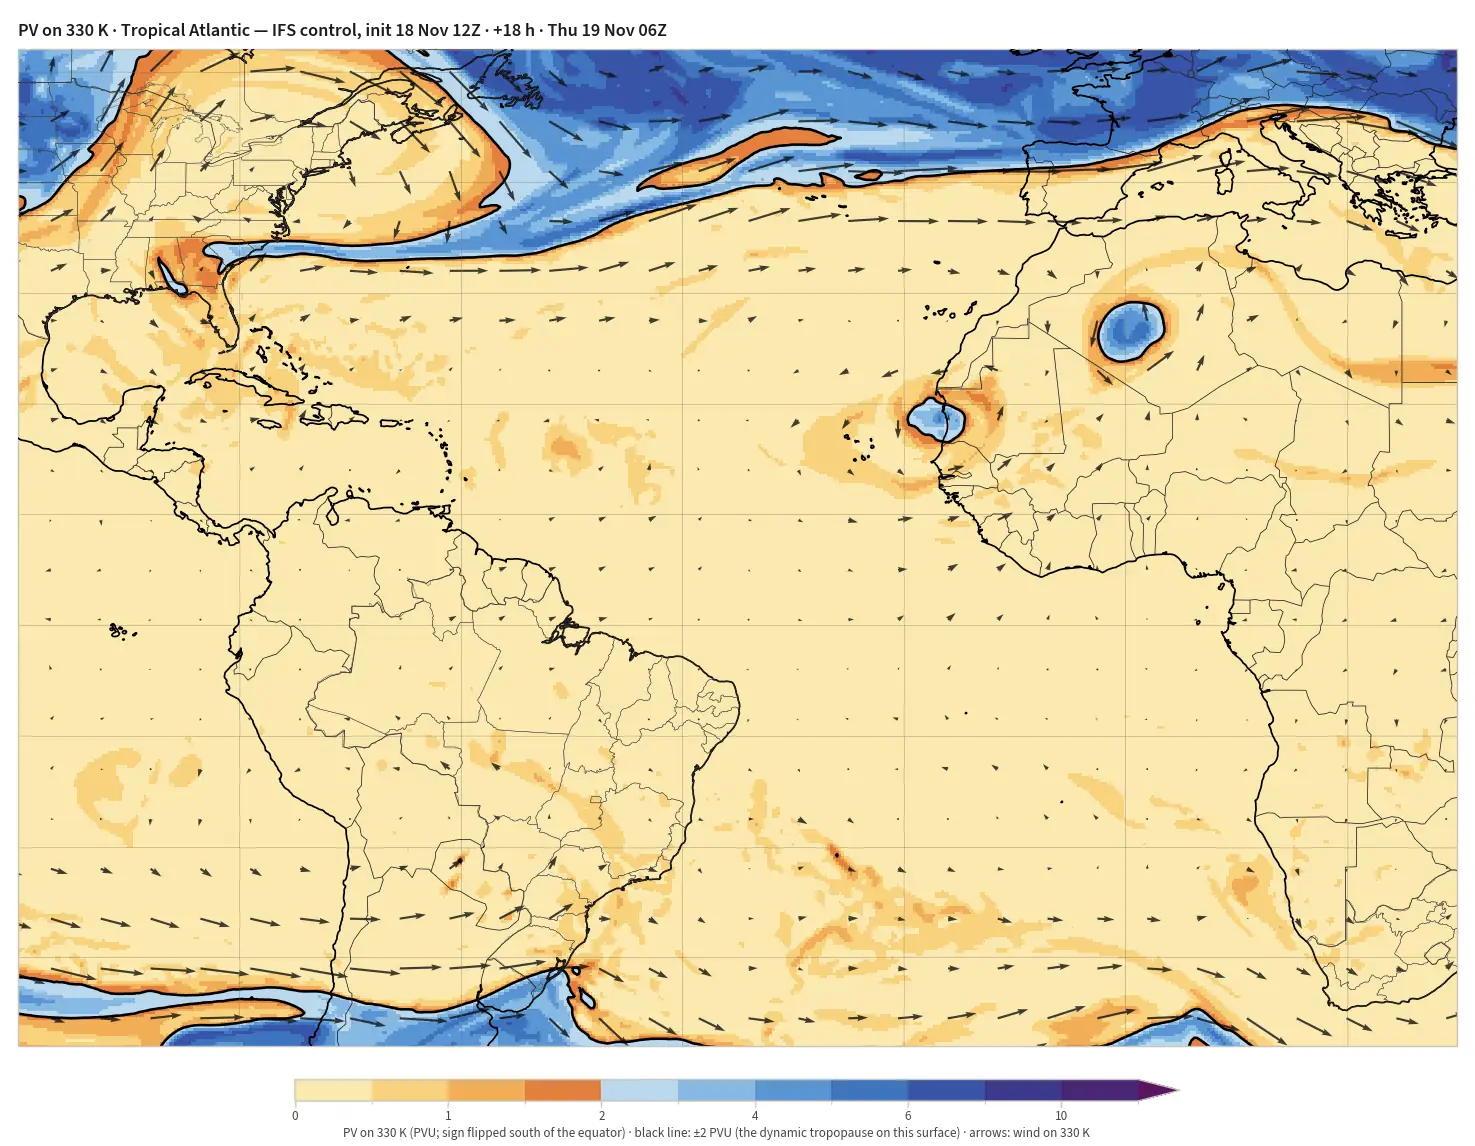 PV on 330 K · Tropical Atlantic — IFS control, init 18 Nov 12Z · +18 h · Thu 19 Nov 06Z
0 1 2 4 6 10
PV on 330 K (PVU; sign flipped south of the equator) · black line: ±2 PVU (the dynamic tropopause on this surface) · arrows: wind on 330 K